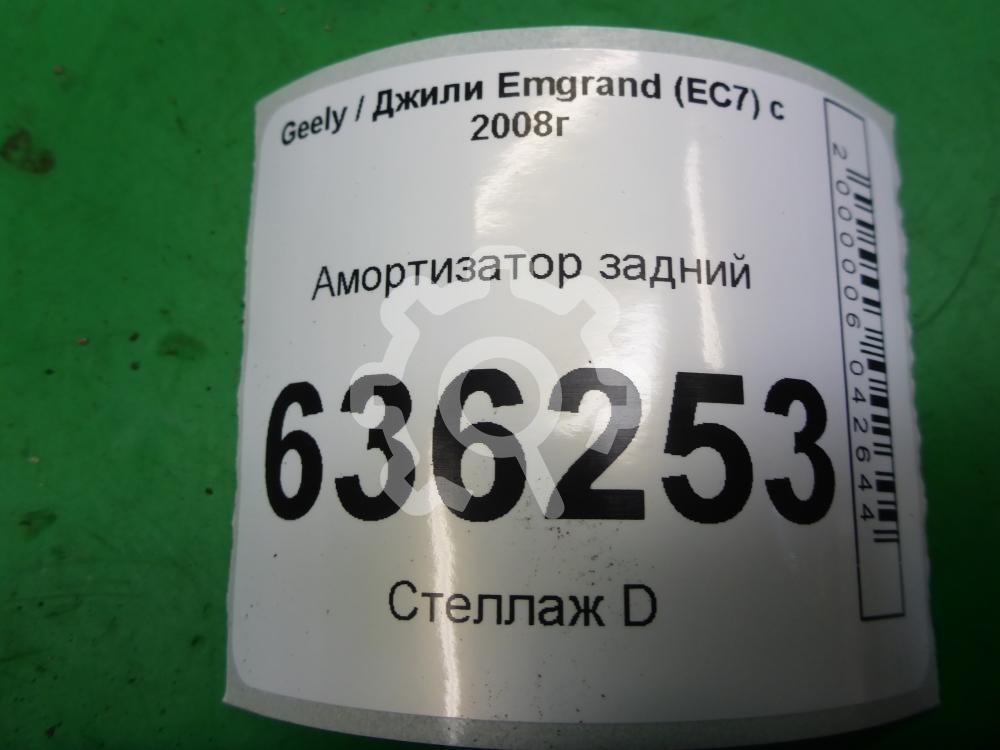 Geely / Джили Emgrand (EC7) с
2008г
Амортизатор задний
636253
Стеллаж D
2000006042644